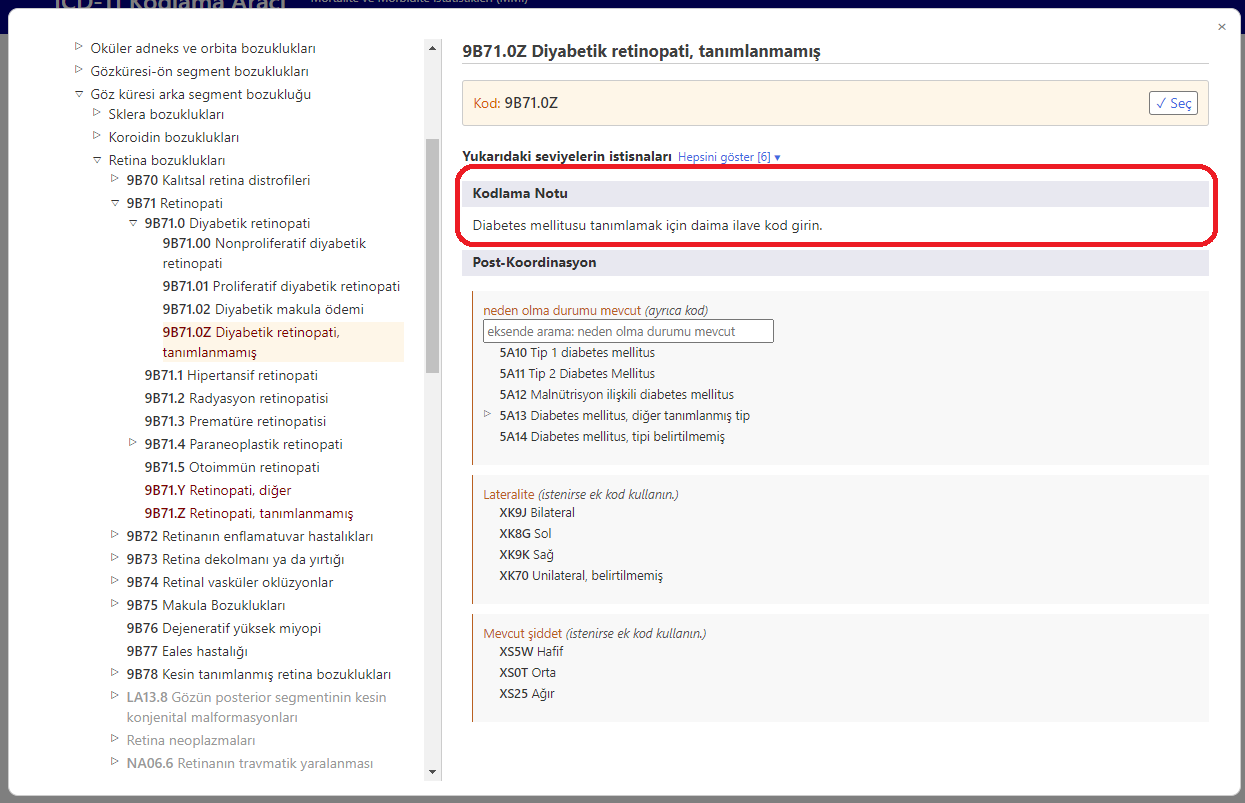 ICD-11 Kodlama Aracı
Mortalite ve Morbidite İstatistikleri (MMİ)
×
Oküler adneks ve orbita bozuklukları
Gözküresi-ön segment bozuklukları
Göz küresi arka segment bozukluğu
Sklera bozuklukları
Koroidin bozuklukları
Retina bozuklukları
9B70 Kalıtsal retina distrofileri
9B71 Retinopati
9B71.0 Diyabetik retinopati
9B71.00 Nonproliferatif diyabetik
retinopati
9B71.01 Proliferatif diyabetik retinopati
9B71.02 Diyabetik makula ödemi
9B71.0Z Diyabetik retinopati,
tanımlanmamış
9B71.1 Hipertansif retinopati
9B71.2 Radyasyon retinopatisi
9B71.3 Prematüre retinopatisi
9B71.4 Paraneoplastik retinopati
9B71.5 Otoimmün retinopati
9B71.Y Retinopati, diğer
9B71.Z Retinopati, tanımlanmamış
9B72 Retinanın enflamatuvar hastalıkları
9B73 Retina dekolmanı ya da yırtığı
9B74 Retinal vasküler oklüzyonlar
9B75 Makula Bozuklukları
9B76 Dejeneratif yüksek miyopi
9B77 Eales hastalığı
9B78 Kesin tanımlanmış retina bozuklukları
LA13.8 Gözün posterior segmentinin kesin
konjenital malformasyonları
Retina neoplazmaları
NA06.6 Retinanın travmatik yaralanması
9B71.0Z Diyabetik retinopati, tanımlanmamış
Kod: 9B71.0Z
✓ Seç
Yukarıdaki seviyelerin istisnaları Hepsini göster [6] ▾
Kodlama Notu
Diabetes mellitusu tanımlamak için daima ilave kod girin.
Post-Koordinasyon
neden olma durumu mevcut (ayrıca kod)
eksende arama: neden olma durumu mevcut
5A10 Tip 1 diabetes mellitus
5A11 Tip 2 Diabetes Mellitus
5A12 Malnütrisyon ilişkili diabetes mellitus
5A13 Diabetes mellitus, diğer tanımlanmış tip
5A14 Diabetes mellitus, tipi belirtilmemiş
Lateralite (istenirse ek kod kullanın.)
XK9J Bilateral
XK8G Sol
XK9K Sağ
XK70 Unilateral, belirtilmemiş
Mevcut şiddet (istenirse ek kod kullanın.)
XS5W Hafif
XS0T Orta
XS25 Ağır